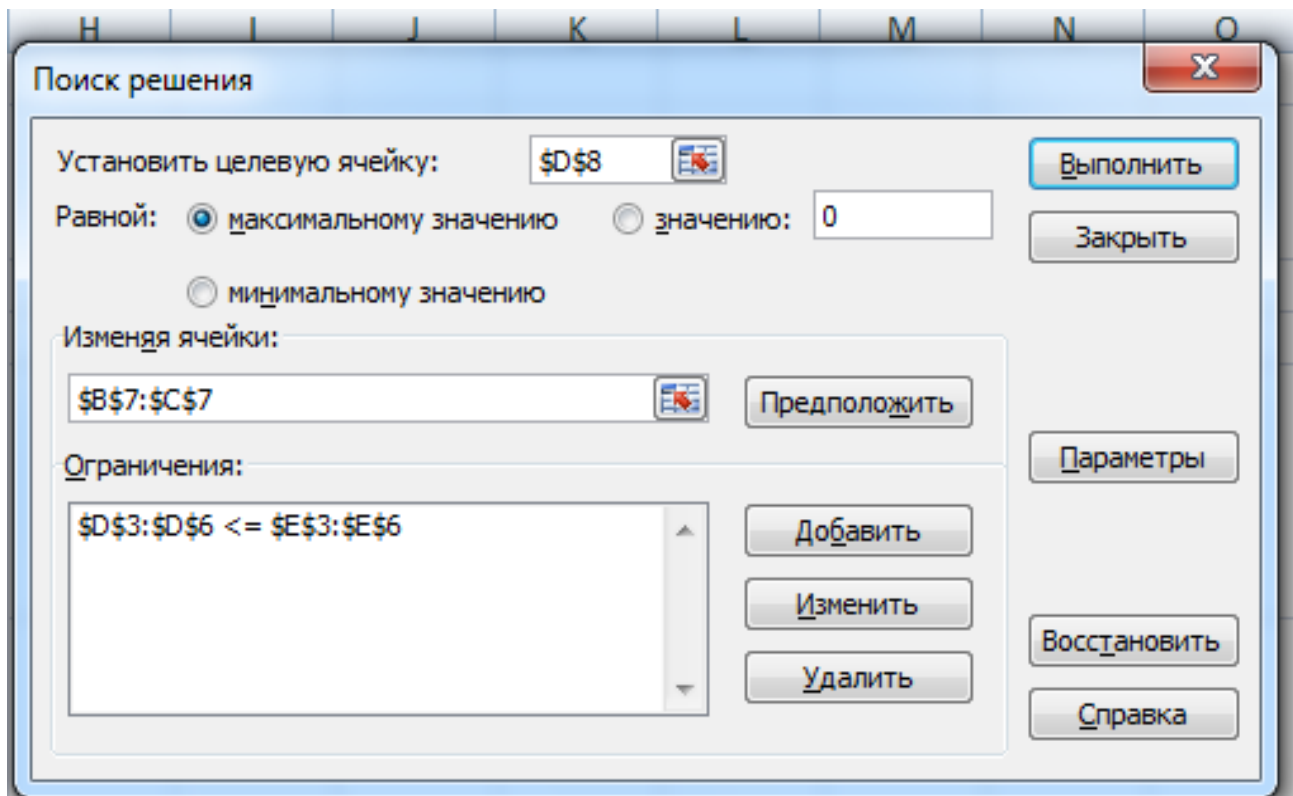 H I J K L M N O
Поиск решения
Установить целевую ячейку: $D$8
Выполнить
Равной: максимальному значению значению: 0
Закрыть
минимальному значению
Изменяя ячейки:
$B$7:$C$7
Предположить
Ограничения:
Параметры
$D$3:$D$6 <= $E$3:$E$6
Добавить
Изменить
Восстановить
Удалить
Справка